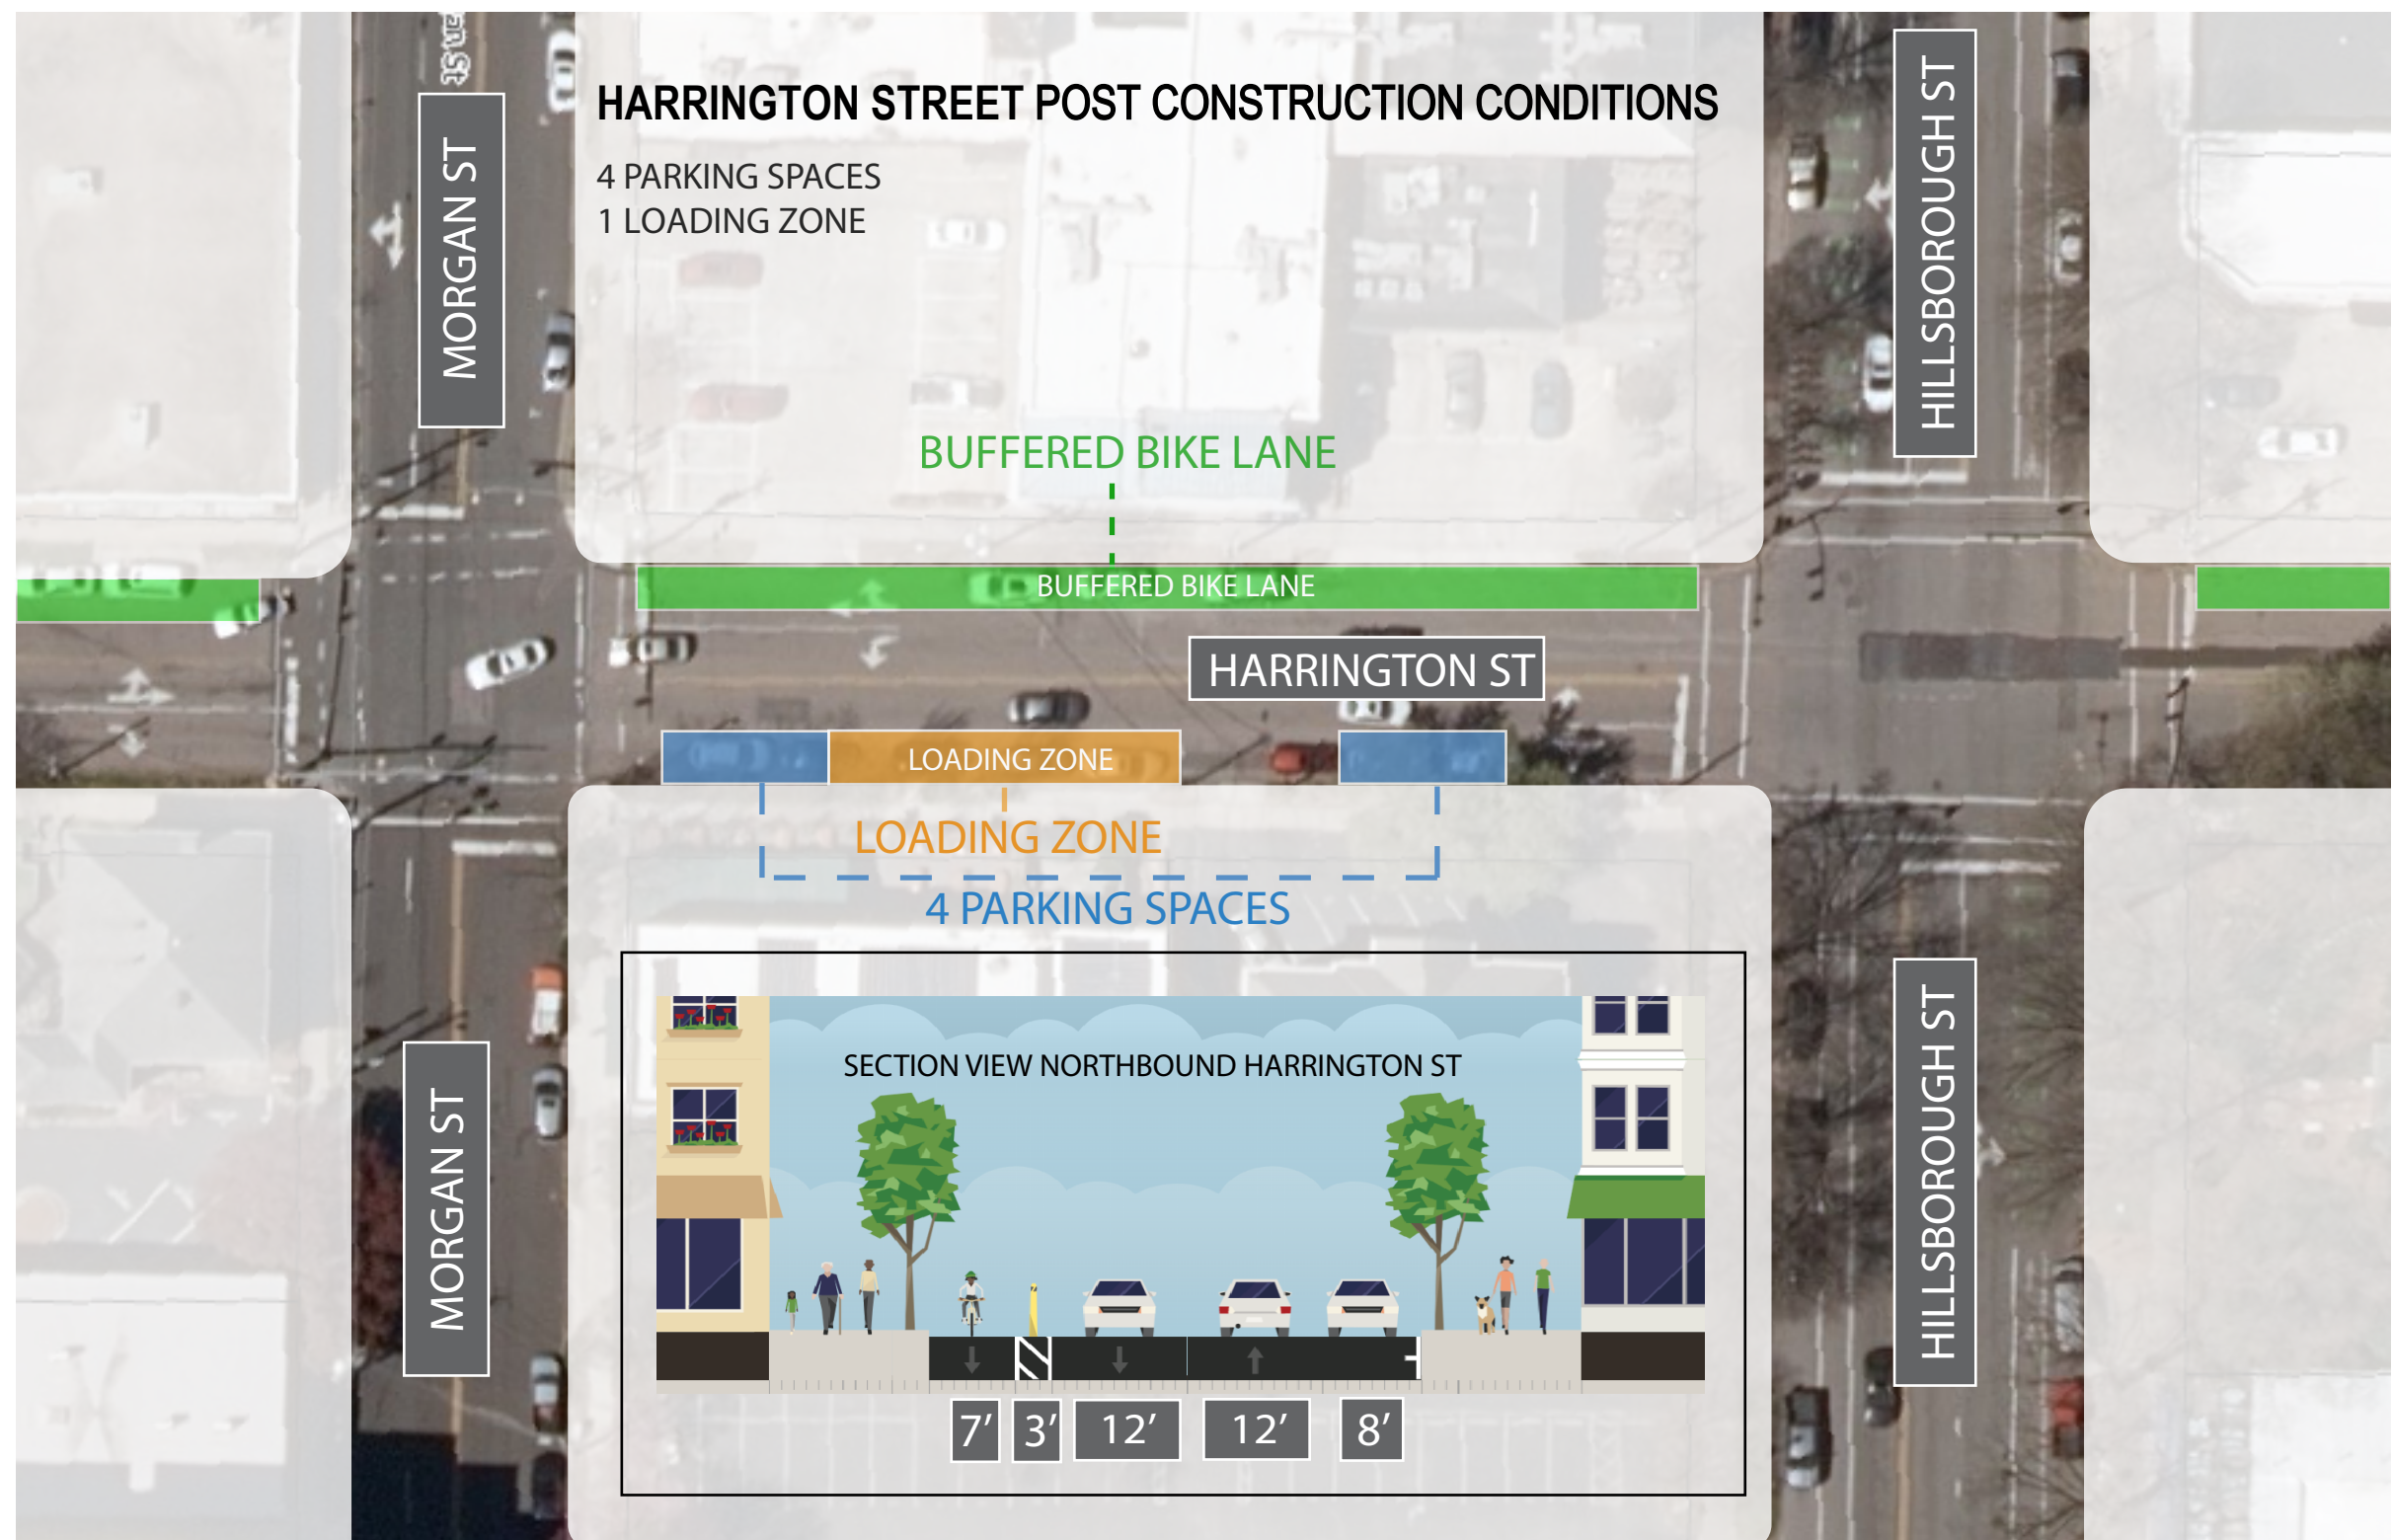 MORGAN ST
HILLSBOROUGH ST
HARRINGTON STREET POST CONSTRUCTION CONDITIONS
4 PARKING SPACES
1 LOADING ZONE
BUFFERED BIKE LANE
BUFFERED BIKE LANE
HARRINGTON ST
LOADING ZONE
LOADING ZONE
4 PARKING SPACES
MORGAN ST
HILLSBOROUGH ST
SECTION VIEW NORTHBOUND HARRINGTON ST
7’ 3’ 12’ 12’ 8’